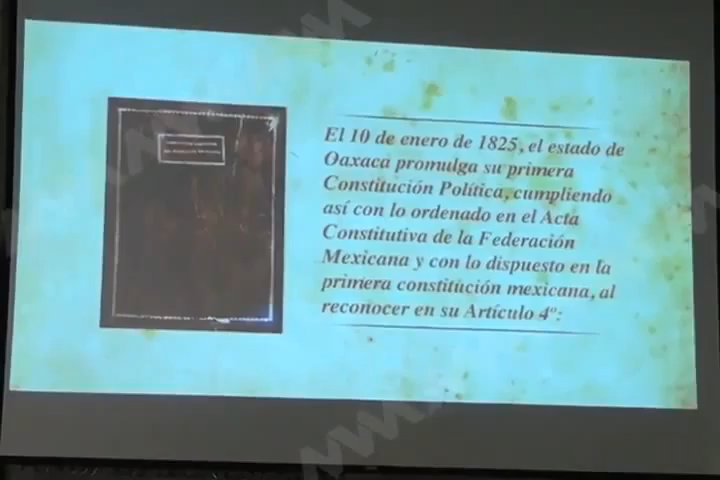 El 10 de enero de 1825, el estado de
Oaxaca promulga su primera
Constitución Política, cumpliendo
así con lo ordenado en el Acta
Constitutiva de la Federación
Mexicana y con lo dispuesto en la
primera constitución mexicana, al
reconocer en su Artículo 4º: